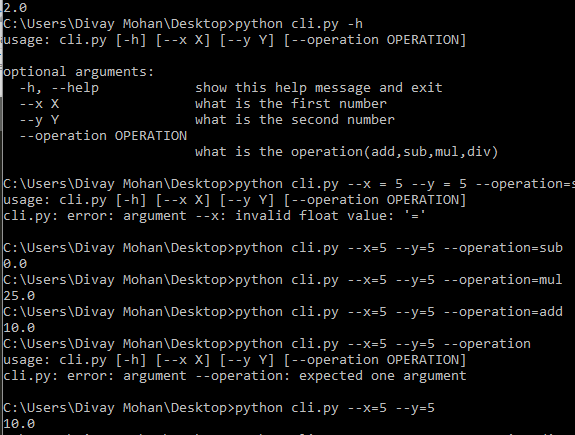 2.0
C:\Users\Divay Mohan\Desktop>python cli.py -h
usage: cli.py [-h] [--x X] [--y Y] [--operation OPERATION]
optional arguments:
-h, --help show this help message and exit
--x X what is the first number
--y Y what is the second number
--operation OPERATION
what is the operation(add,sub,mul,div)
C:\Users\Divay Mohan\Desktop>python cli.py --x = 5 --y = 5 --operation=s
usage: cli.py [-h] [--x X] [--y Y] [--operation OPERATION]
cli.py: error: argument --x: invalid float value: '='
C:\Users\Divay Mohan\Desktop>python cli.py --x=5 --y=5 --operation=sub
0.0
C:\Users\Divay Mohan\Desktop>python cli.py --x=5 --y=5 --operation=mul
25.0
C:\Users\Divay Mohan\Desktop>python cli.py --x=5 --y=5 --operation=add
10.0
C:\Users\Divay Mohan\Desktop>python cli.py --x=5 --y=5 --operation
usage: cli.py [-h] [--x X] [--y Y] [--operation OPERATION]
cli.py: error: argument --operation: expected one argument
C:\Users\Divay Mohan\Desktop>python cli.py --x=5 --y=5
10.0